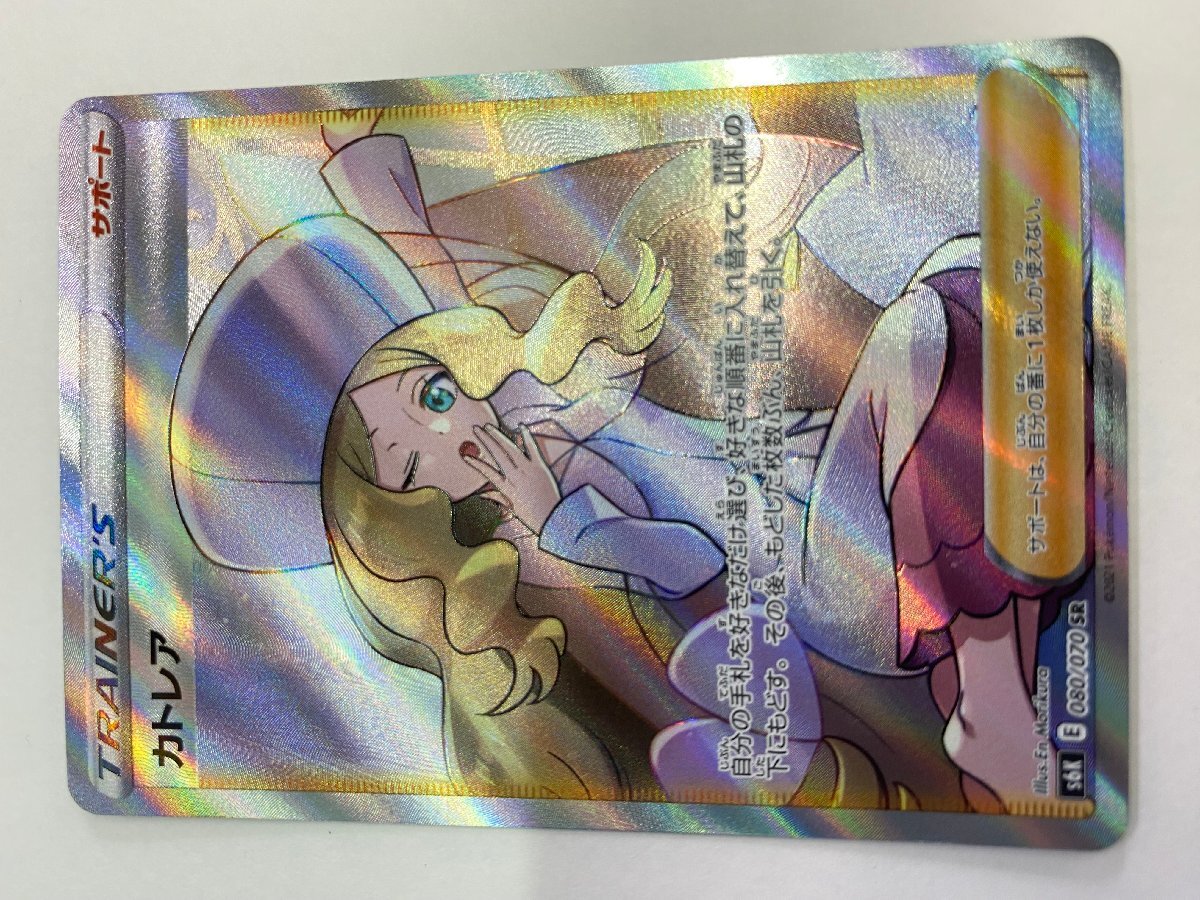 TRAINER'S サポート
カトレア
自分の手札を好きなだけ選び、好きな順番に入れ替えて、山札の
下にもどす。その後、もどした枚数ぶん、山札を引く。
サポートは、自分の番に1枚しか使えない。
Illus. En Morikura
S6K E 080/070 SR
©2021 Pokémon/Nintendo/Creatures/GAME FREAK.